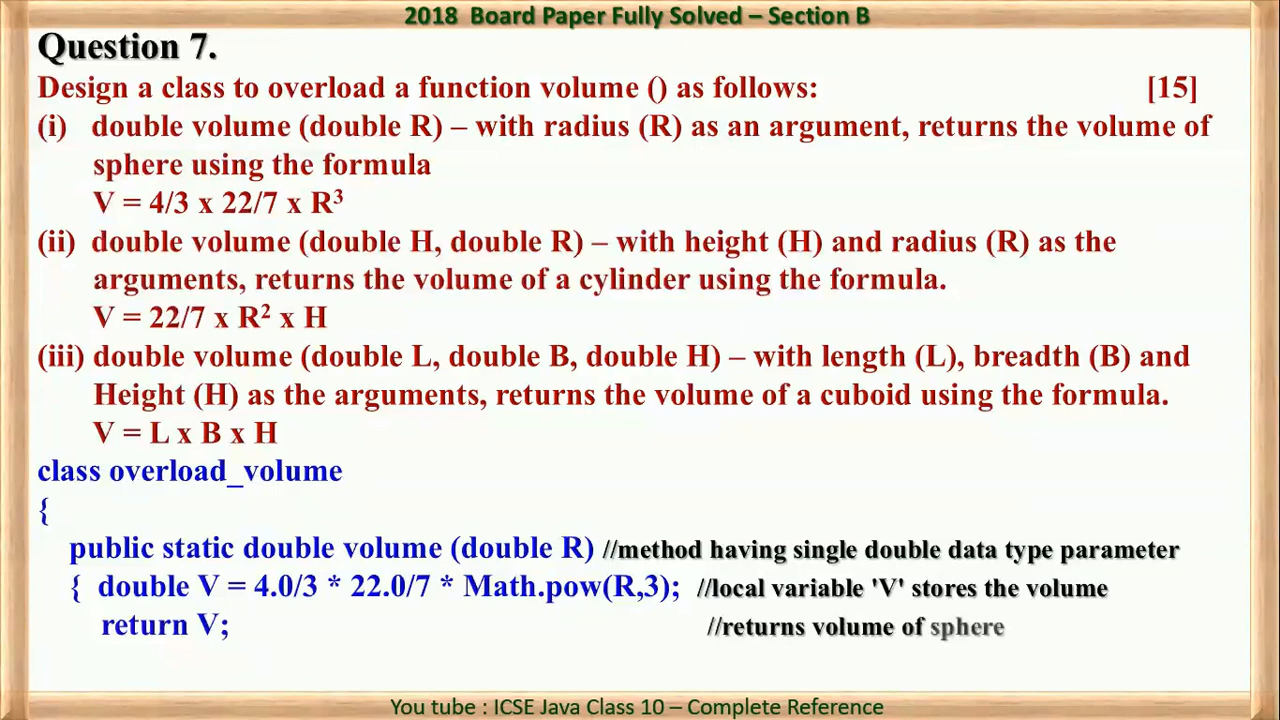 2018 Board Paper Fully Solved – Section B
Question 7.
Design a class to overload a function volume () as follows: [15]
(i) double volume (double R) – with radius (R) as an argument, returns the volume of
sphere using the formula
V = 4/3 x 22/7 x R³
(ii) double volume (double H, double R) – with height (H) and radius (R) as the
arguments, returns the volume of a cylinder using the formula.
V = 22/7 x R² x H
(iii) double volume (double L, double B, double H) – with length (L), breadth (B) and
Height (H) as the arguments, returns the volume of a cuboid using the formula.
V = L x B x H
class overload_volume
{
public static double volume (double R) //method having single double data type parameter
{ double V = 4.0/3 * 22.0/7 * Math.pow(R,3); //local variable 'V' stores the volume
return V; //returns volume of sphere
You tube : ICSE Java Class 10 – Complete Reference